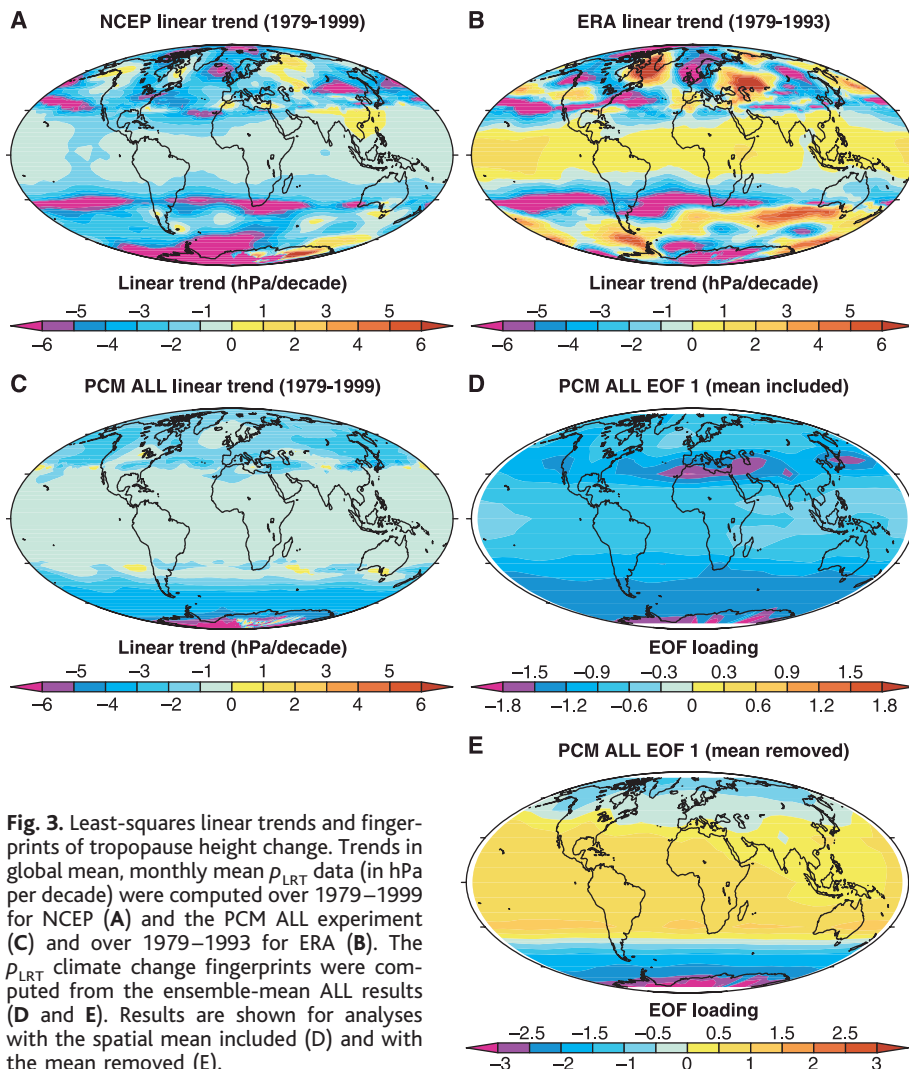 A NCEP linear trend (1979-1999)
Linear trend (hPa/decade)
−5 −3 −1 1 3 5
−6 −4 −2 0 2 4 6
B ERA linear trend (1979-1993)
Linear trend (hPa/decade)
−5 −3 −1 1 3 5
−6 −4 −2 0 2 4 6
C PCM ALL linear trend (1979-1999)
Linear trend (hPa/decade)
−5 −3 −1 1 3 5
−6 −4 −2 0 2 4 6
D PCM ALL EOF 1 (mean included)
EOF loading
−1.5 −0.9 −0.3 0.3 0.9 1.5
−1.8 −1.2 −0.6 0 0.6 1.2 1.8
E PCM ALL EOF 1 (mean removed)
EOF loading
−2.5 −1.5 −0.5 0.5 1.5 2.5
−3 −2 −1 0 1 2 3
Fig. 3. Least-squares linear trends and finger-
prints of tropopause height change. Trends in
global mean, monthly mean pLRT data (in hPa
per decade) were computed over 1979–1999
for NCEP (A) and the PCM ALL experiment
(C) and over 1979–1993 for ERA (B). The
pLRT climate change fingerprints were com-
puted from the ensemble-mean ALL results
(D and E). Results are shown for analyses
with the spatial mean included (D) and with
the mean removed (E).